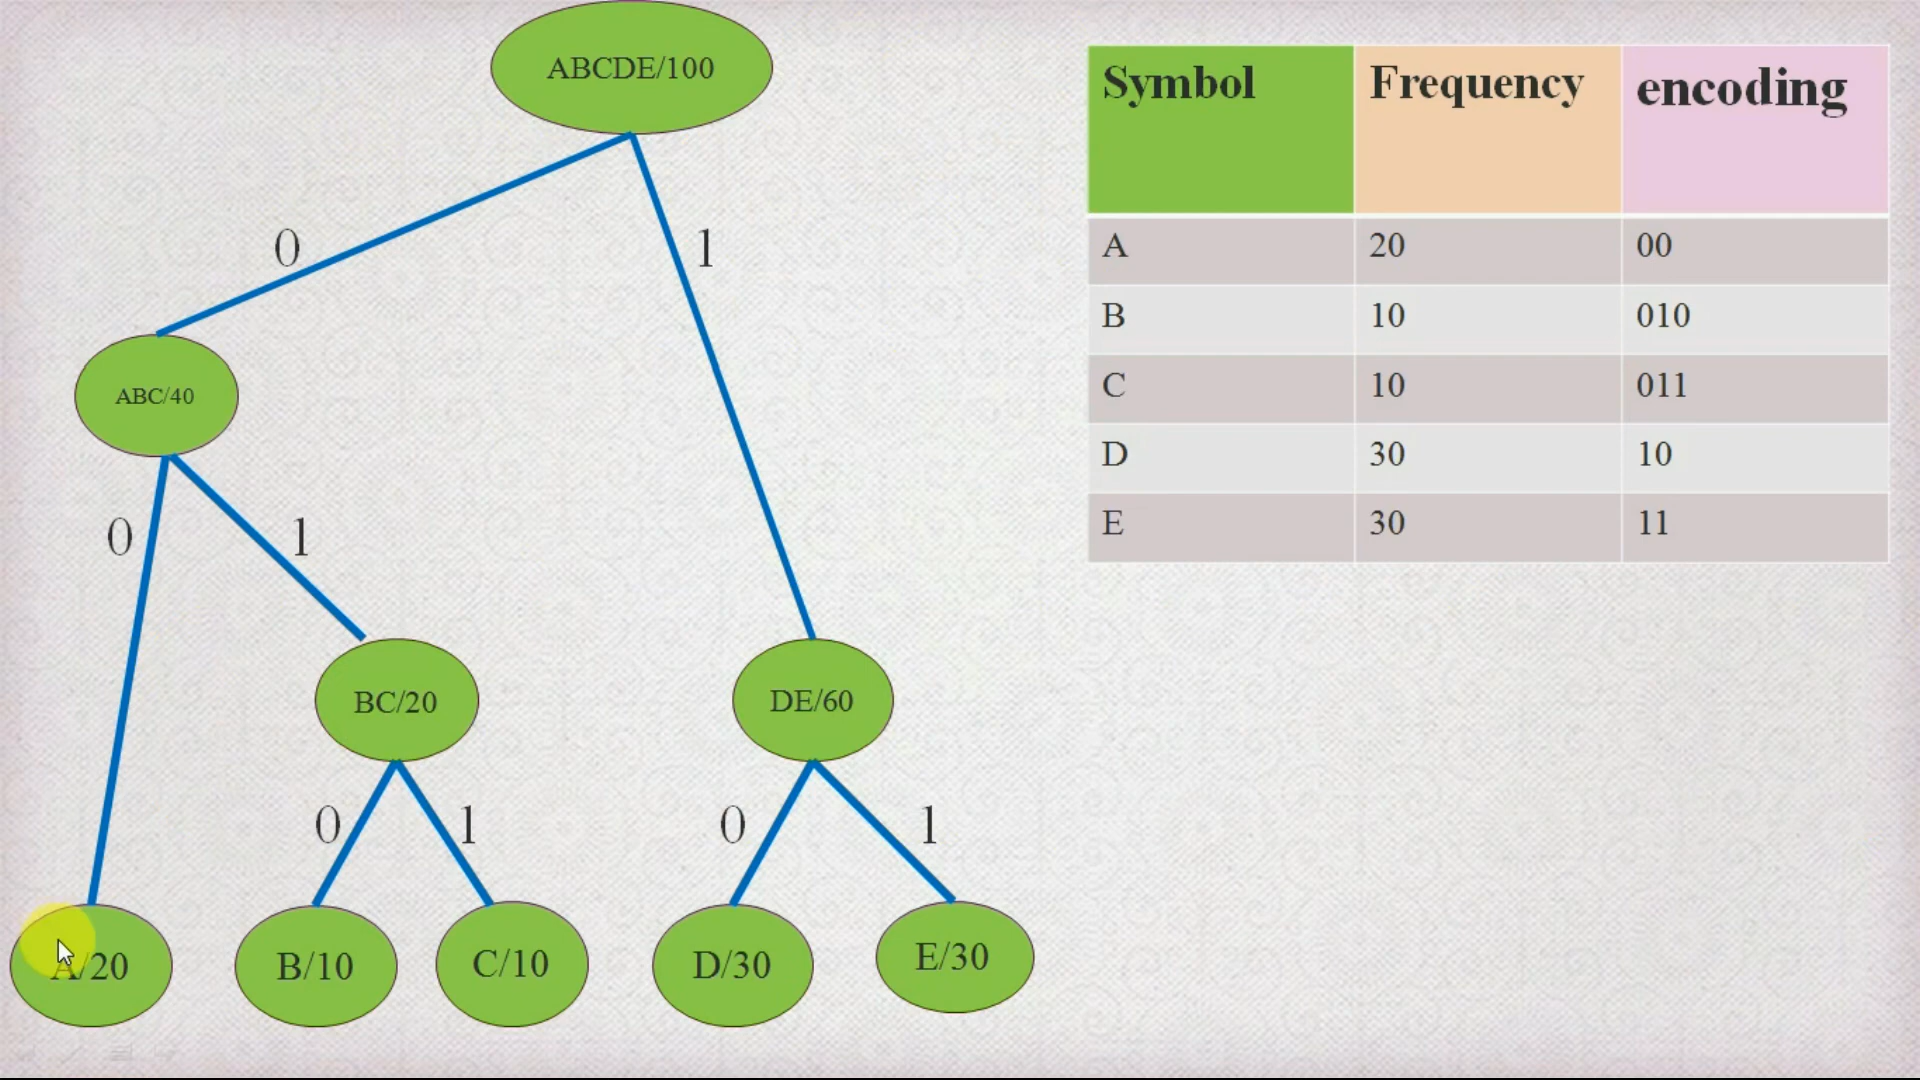 ABCDE/100
0
1
ABC/40
0
1
BC/20
DE/60
0
1
0
1
A/20
B/10
C/10
D/30
E/30
Symbol Frequency encoding
A 20 00
B 10 010
C 10 011
D 30 10
E 30 11